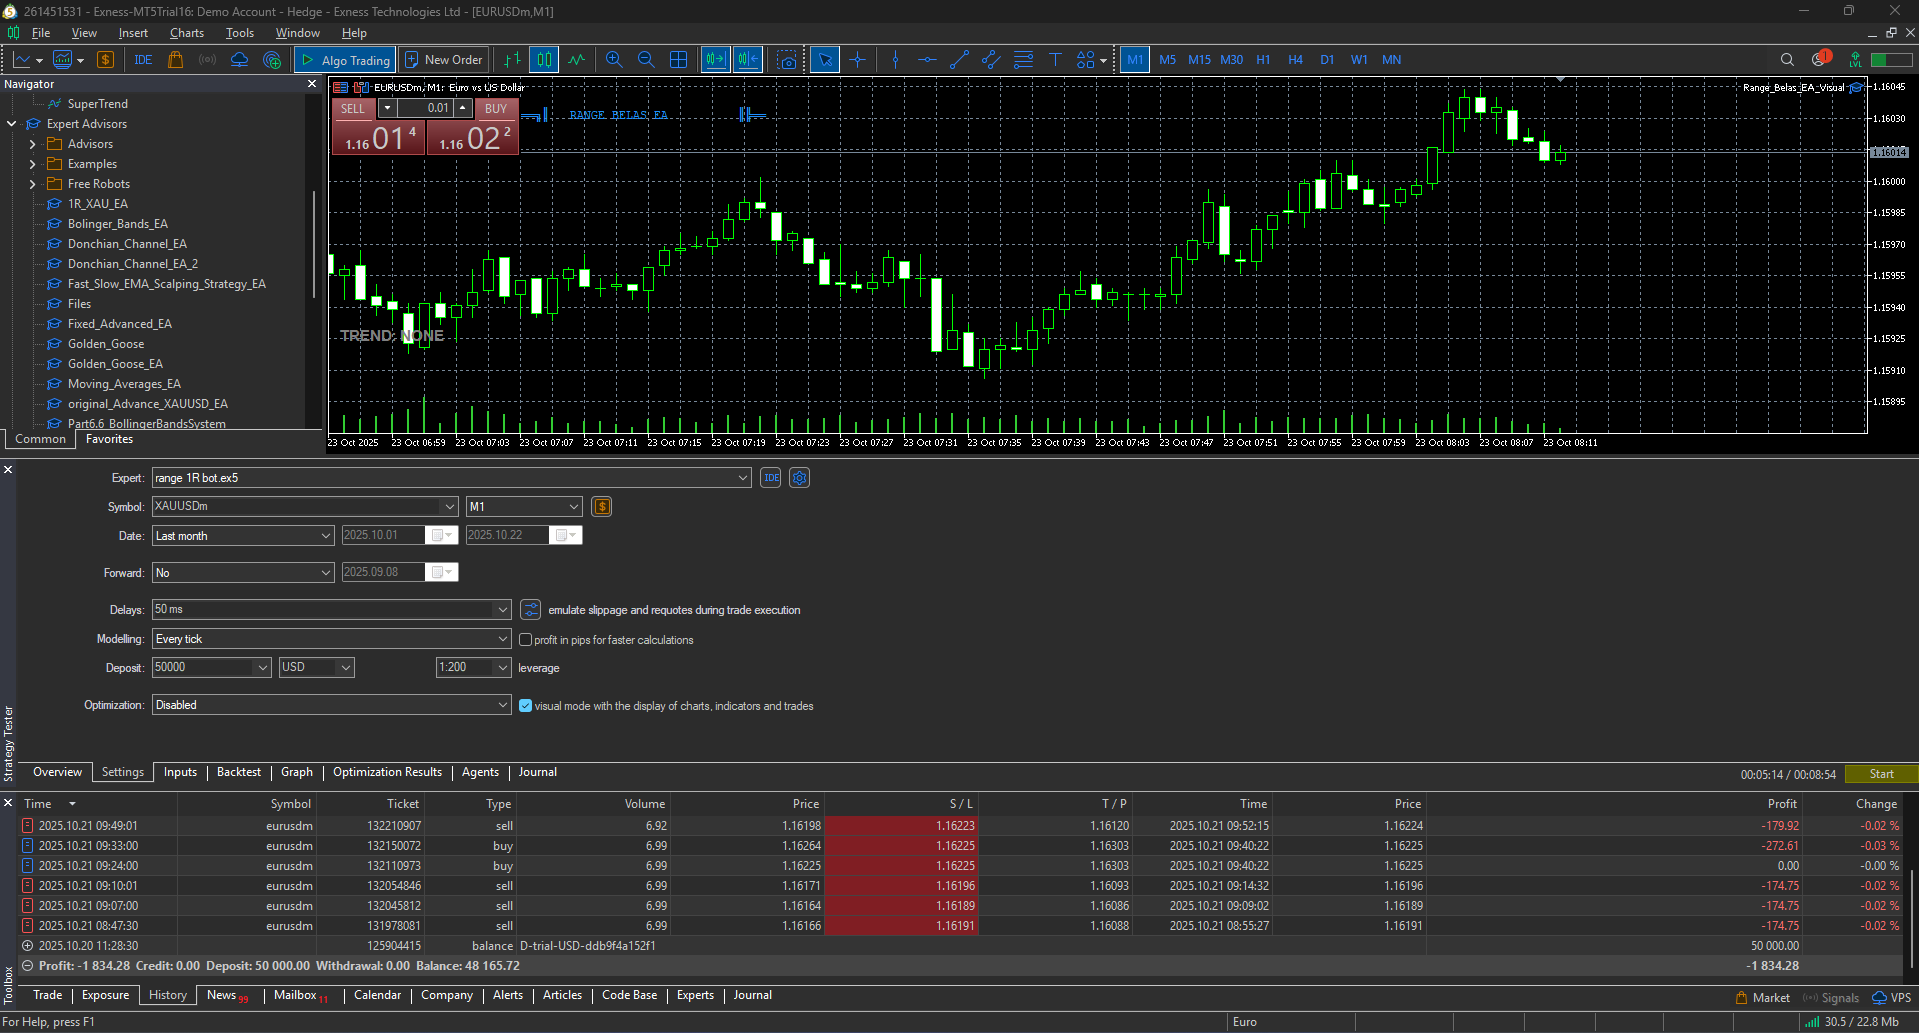 261451531 - Exness-MT5Trial16: Demo Account - Hedge - Exness Technologies Ltd - [EURUSDm,M1]
File View Insert Charts Tools Window Help
IDE Algo Trading New Order M1 M5 M15 M30 H1 H4 D1 W1 MN 1 LVL
Navigator
SuperTrend
Expert Advisors
Advisors
Examples
Free Robots
1R_XAU_EA
Bolinger_Bands_EA
Donchian_Channel_EA
Donchian_Channel_EA_2
Fast_Slow_EMA_Scalping_Strategy_EA
Files
Fixed_Advanced_EA
Golden_Goose
Golden_Goose_EA
Moving_Averages_EA
original_Advance_XAUUSD_EA
Part6.6_BollingerBandsSystem
Common Favorites
EURUSDm, M1: Euro vs US Dollar
Range_Belas_EA_Visual
SELL 0.01 BUY
1.16 01 4 1.16 02 2
RANGE BELAS EA
TREND: NONE
1.16045
1.16030
1.16014
1.16000
1.15985
1.15970
1.15955
1.15940
1.15925
1.15910
1.15895
23 Oct 2025 23 Oct 06:59 23 Oct 07:03 23 Oct 07:07 23 Oct 07:11 23 Oct 07:15 23 Oct 07:19 23 Oct 07:23 23 Oct 07:27 23 Oct 07:31 23 Oct 07:35 23 Oct 07:39 23 Oct 07:43 23 Oct 07:47 23 Oct 07:51 23 Oct 07:55 23 Oct 07:59 23 Oct 08:03 23 Oct 08:07 23 Oct 08:11
Expert: range 1R bot.ex5 IDE
Symbol: XAUUSDm M1
Date: Last month 2025.10.01 2025.10.22
Forward: No 2025.09.08
Delays: 50 ms emulate slippage and requotes during trade execution
Modelling: Every tick profit in pips for faster calculations
Deposit: 50000 USD 1:200 leverage
Optimization: Disabled visual mode with the display of charts, indicators and trades
Strategy Tester
Overview Settings Inputs Backtest Graph Optimization Results Agents Journal
00:05:14 / 00:08:54 Start
Time Symbol Ticket Type Volume Price S / L T / P Time Price Profit Change
2025.10.21 09:49:01 eurusdm 132210907 sell 6.92 1.16198 1.16223 1.16120 2025.10.21 09:52:15 1.16224 -179.92 -0.02 %
2025.10.21 09:33:00 eurusdm 132150072 buy 6.99 1.16264 1.16225 1.16303 2025.10.21 09:40:22 1.16225 -272.61 -0.03 %
2025.10.21 09:24:00 eurusdm 132110973 buy 6.99 1.16225 1.16225 1.16303 2025.10.21 09:40:22 1.16225 0.00 -0.00 %
2025.10.21 09:10:01 eurusdm 132054846 sell 6.99 1.16171 1.16196 1.16093 2025.10.21 09:14:32 1.16196 -174.75 -0.02 %
2025.10.21 09:07:00 eurusdm 132045812 sell 6.99 1.16164 1.16189 1.16086 2025.10.21 09:09:02 1.16189 -174.75 -0.02 %
2025.10.21 08:47:30 eurusdm 131978081 sell 6.99 1.16166 1.16191 1.16088 2025.10.21 08:55:27 1.16191 -174.75 -0.02 %
2025.10.20 11:28:30 125904415 balance D-trial-USD-ddb9f4a152f1 50 000.00
Profit: -1 834.28 Credit: 0.00 Deposit: 50 000.00 Withdrawal: 0.00 Balance: 48 165.72 -1 834.28
Toolbox
Trade Exposure History News 99 Mailbox 11 Calendar Company Alerts Articles Code Base Experts Journal
Market Signals VPS
For Help, press F1 Euro 30.5 / 22.8 Mb